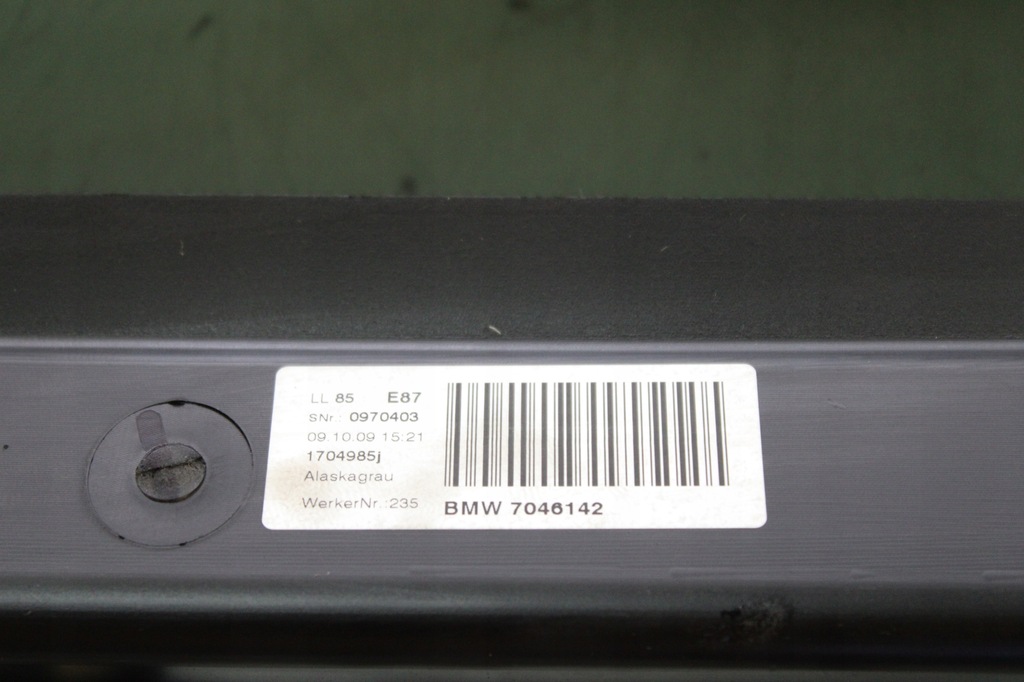 LL 85 E87
SNr.: 0970403
09.10.09 15:21
1704985j
Alaskagrau
WerkerNr.:235
BMW 7046142